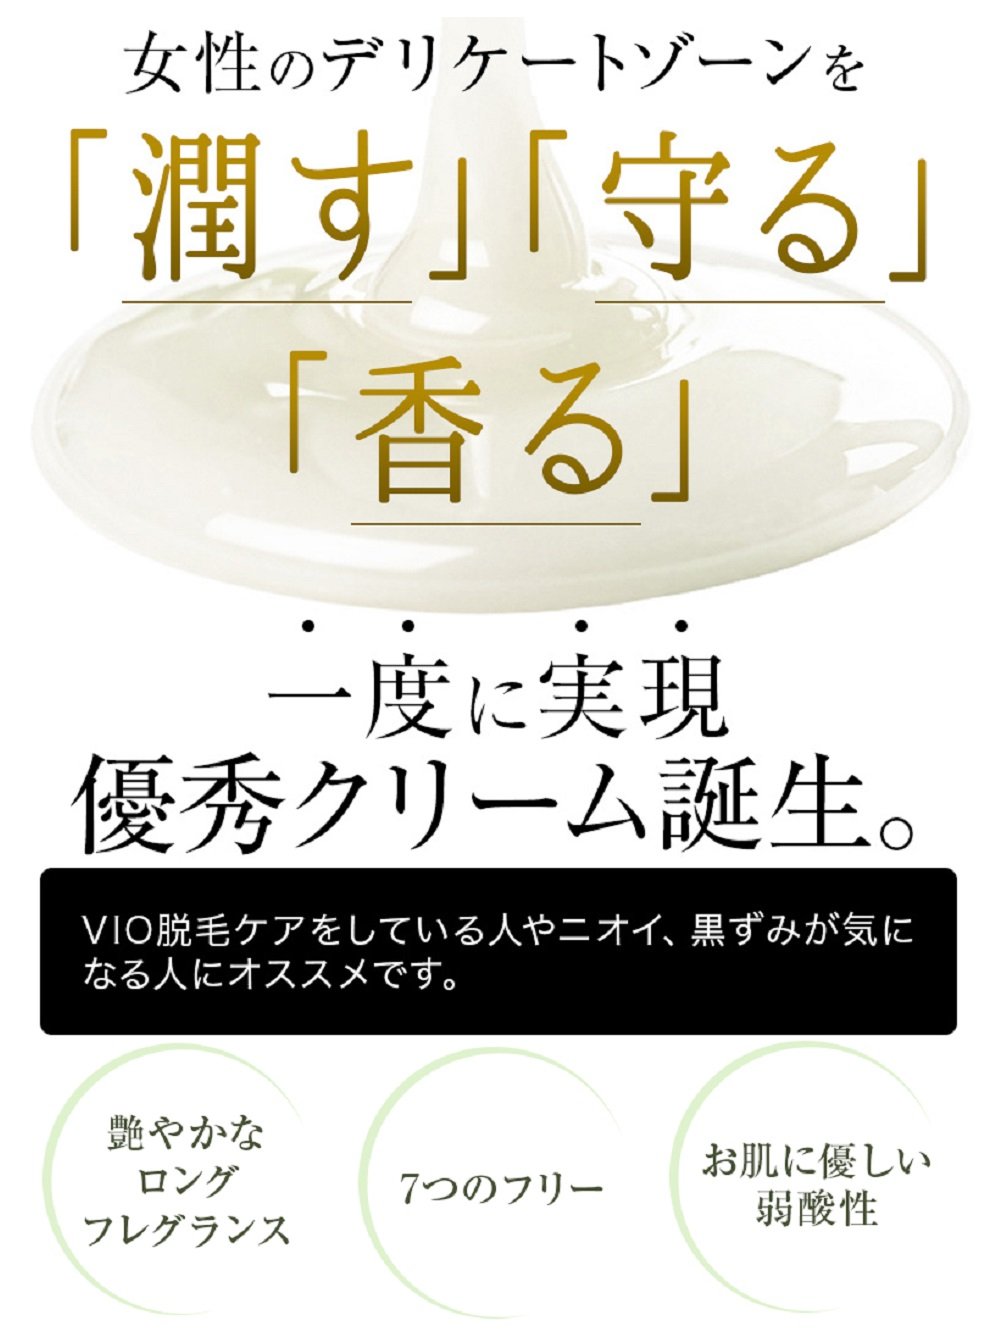 女性のデリケートゾーンを
「潤す」「守る」
「香る」
一度に実現
優秀クリーム誕生。
VIO脱毛ケアをしている人やニオイ、黒ずみが気に
なる人にオススメです。
艶やかな
ロング
フレグランス
7つのフリー
お肌に優しい
弱酸性